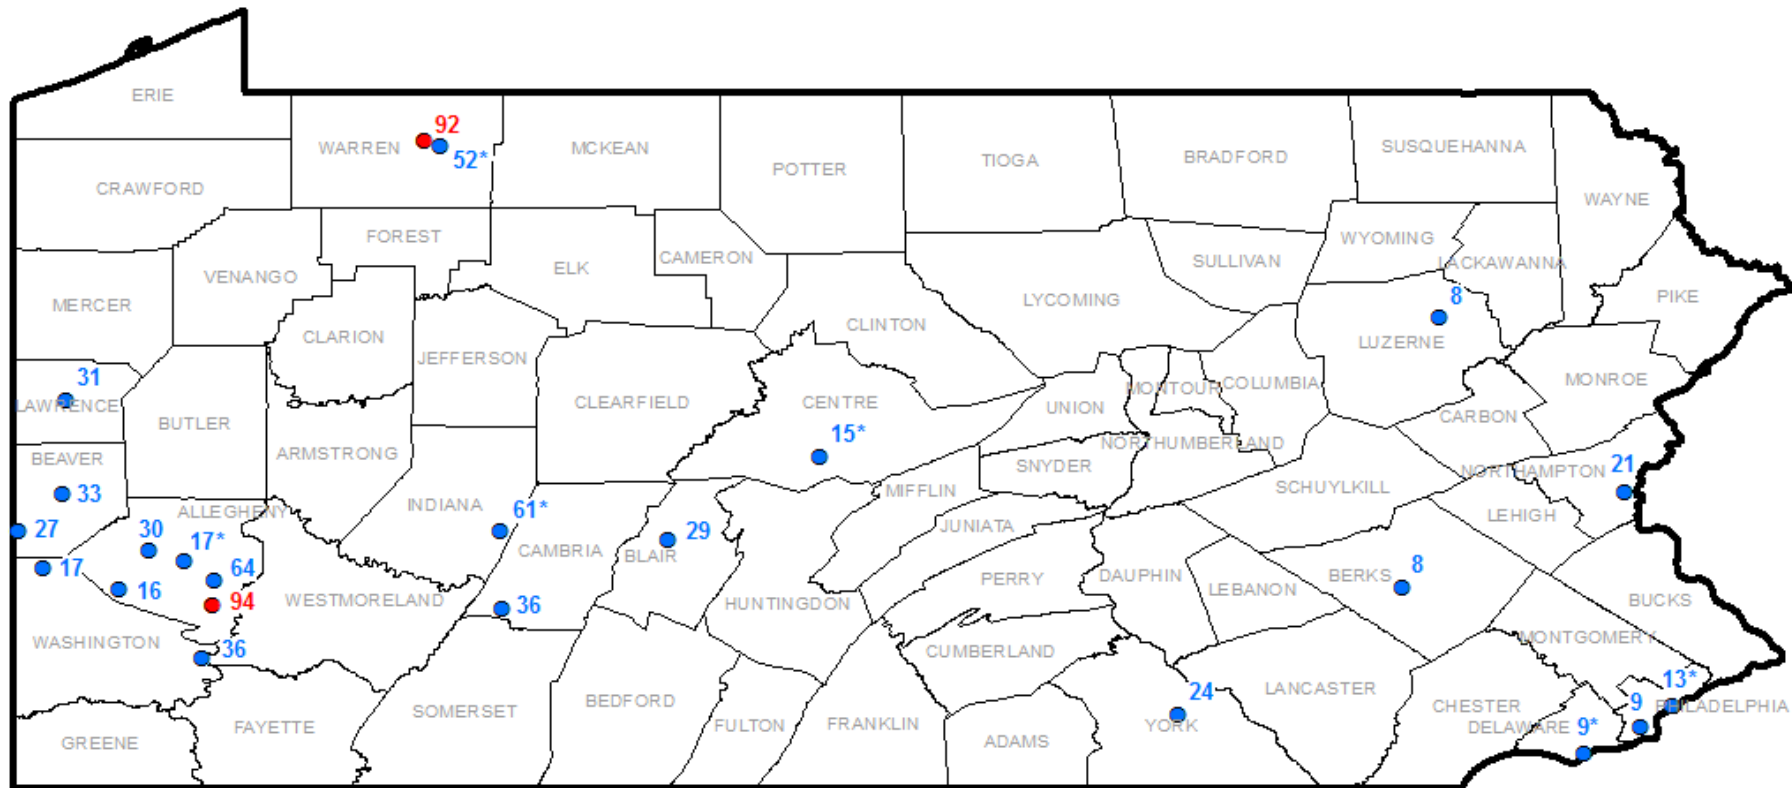 ERIE
92
WARREN
MCKEAN
SUSQUEHANNA
52*
TIOGA
BRADFORD
POTTER
CRAWFORD
WAYNE
FOREST
WYOMING
CAMERON
SULLIVAN
LACKAWANNA
ELK
VENANGO
8
PIKE
LYCOMING
MERCER
CLINTON
CLARION
LUZERNE
JEFFERSON
31
MONROE
COLUMBIA
MONTOUR
CLEARFIELD
CENTRE
LAWRENCE
UNION
CARBON
BUTLER
15*
NORTHUMBERLAND
ARMSTRONG
BEAVER
SNYDER
NORTHAMPTON
21
33
SCHUYLKILL
MIFFLIN
INDIANA
ALLEGHENY
61*
LEHIGH
JUNIATA
27
29
30
17*
CAMBRIA
BLAIR
17
64
PERRY
DAUPHIN
BERKS
8
LEBANON
16
WESTMORELAND
94
36
HUNTINGDON
BUCKS
WASHINGTON
36
MONTGOMERY
CUMBERLAND
13*
24
LANCASTER
BEDFORD
CHESTER
PHILADELPHIA
SOMERSET
9
FAYETTE
FULTON
FRANKLIN
YORK
DELAWARE
9*
GREENE
ADAMS